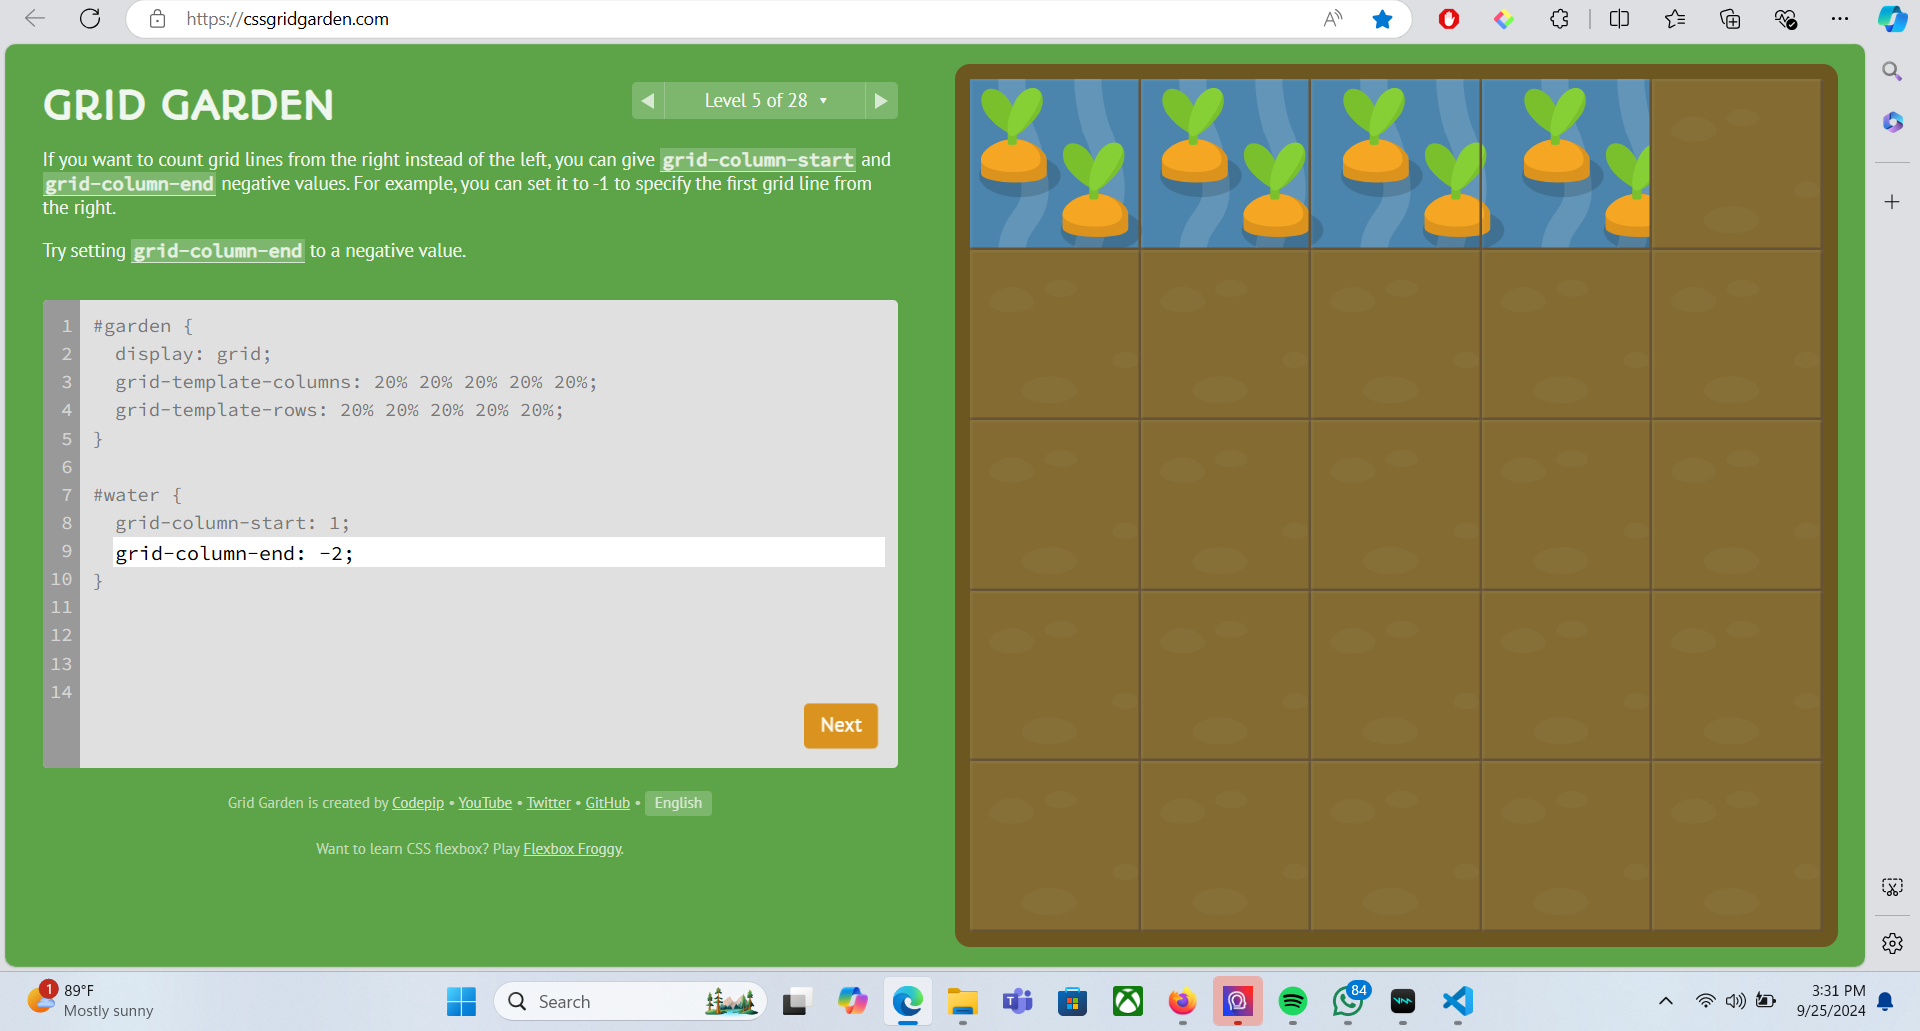 https://cssgridgarden.com
GRID GARDEN
Level 5 of 28
If you want to count grid lines from the right instead of the left, you can give grid-column-start and
grid-column-end negative values. For example, you can set it to -1 to specify the first grid line from
the right.
Try setting grid-column-end to a negative value.
1 #garden {
2 display: grid;
3 grid-template-columns: 20% 20% 20% 20% 20%;
4 grid-template-rows: 20% 20% 20% 20% 20%;
5 }
6
7 #water {
8 grid-column-start: 1;
9 grid-column-end: -2;
10 }
11
12
13
14
Next
Grid Garden is created by Codepip • YouTube • Twitter • GitHub • English
Want to learn CSS flexbox? Play Flexbox Froggy.
1
89°F
Mostly sunny
Search
84
3:31 PM
9/25/2024